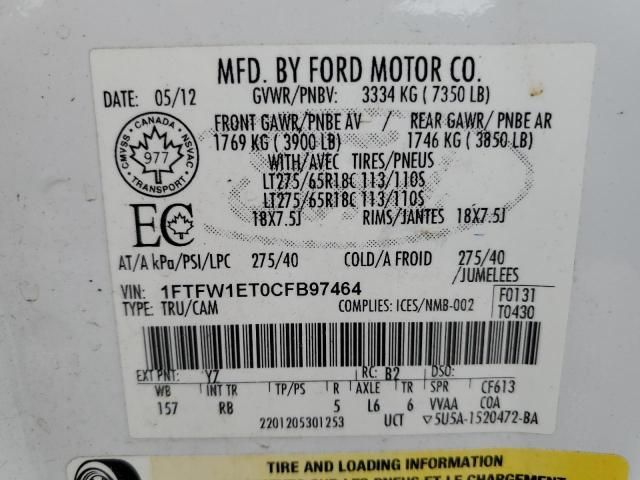 MFD. BY FORD MOTOR CO.
DATE: 05/12 GVWR/PNBV: 3334 KG ( 7350 LB)
FRONT GAWR/PNBE AV REAR GAWR/ PNBE AR
1769 KG ( 3900 LB) 1746 KG ( 3850 LB)
WITH/AVEC TIRES/PNEUS
LT275/65R18C 113/110S
LT275/65R18C 113/110S
18X7.5J RIMS/JANTES 18X7.5J
CMVSS CANADA NSVAC
977
TRANSPORT
EC
AT/A kPa/PSI/LPC 275/40 COLD/A FROID 275/40
/JUMELEES
VIN: 1FTFW1ET0CFB97464 F0131
TYPE: TRU/CAM COMPLIES: ICES/NMB-002 T0430
EXT PNT: Y7 RC: B2 DSO:
WB INT TR TP/PS R AXLE TR SPR CF613
157 RB 5 L6 6 VVAA COA
2201205301253 UCT ▽5U5A-1520472-BA
TIRE AND LOADING INFORMATION